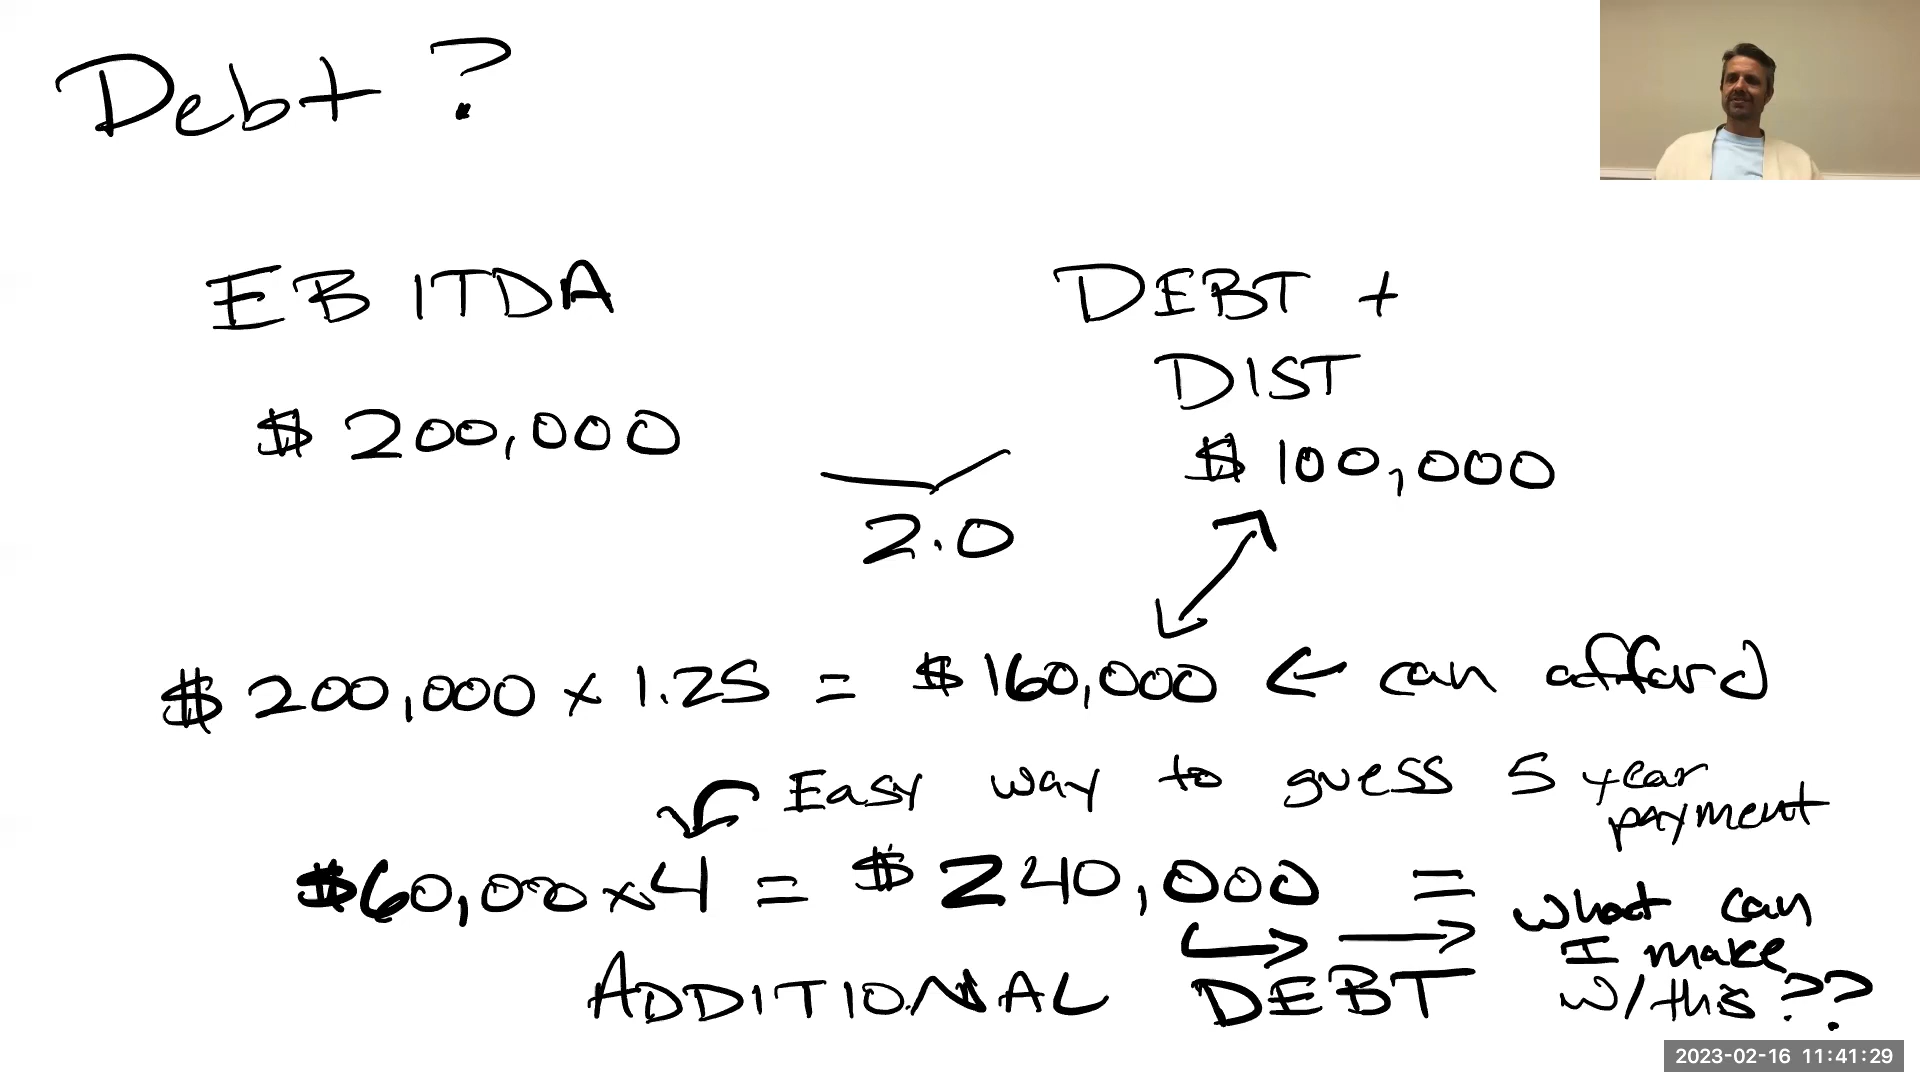 Debt?
EBITDA
$ 200,000
DEBT +
DIST
$ 100,000
2.0
$ 200,000 x 1.25 = $ 160,000 ← can afford
Easy way to guess 5 year
payment
$60,000 x 4 = $ 240,000 =
what can
I make
w/this??
ADDITIONAL DEBT
2023-02-16 11:41:29